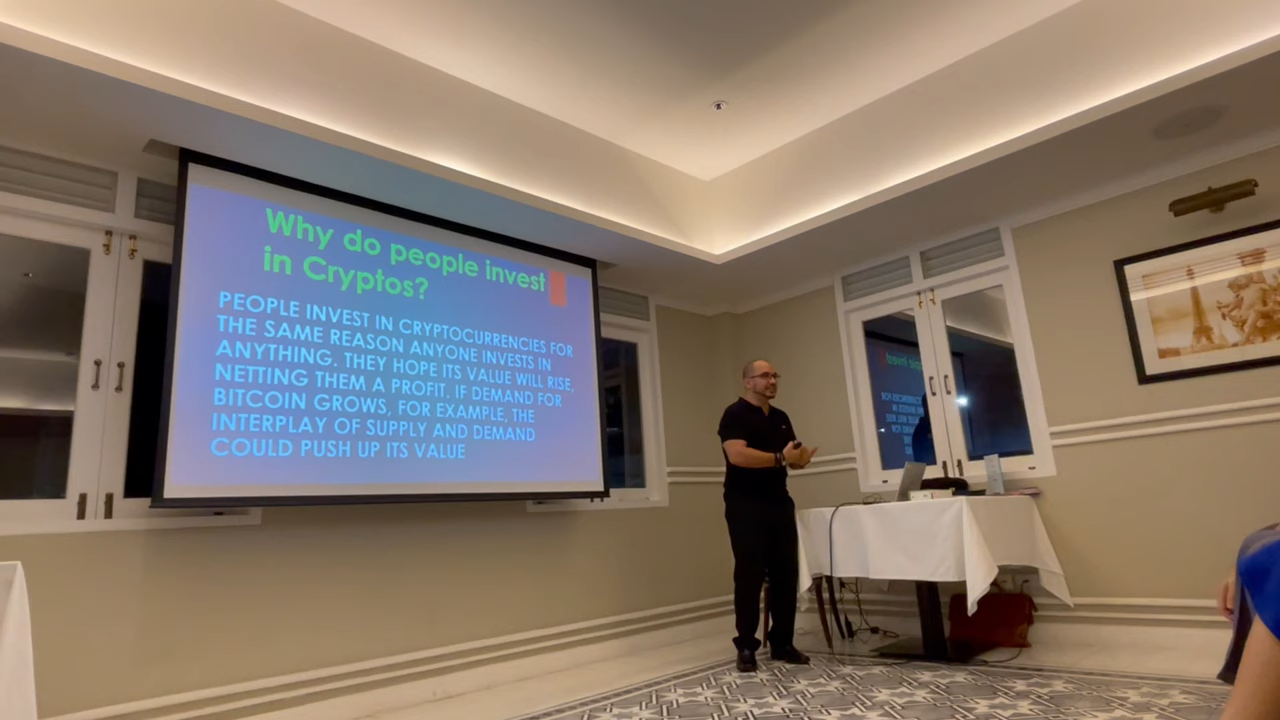 Why do people invest
in Cryptos?
PEOPLE INVEST IN CRYPTOCURRENCIES FOR
THE SAME REASON ANYONE INVESTS IN
ANYTHING. THEY HOPE ITS VALUE WILL RISE,
NETTING THEM A PROFIT. IF DEMAND FOR
BITCOIN GROWS, FOR EXAMPLE, THE
INTERPLAY OF SUPPLY AND DEMAND
COULD PUSH UP ITS VALUE